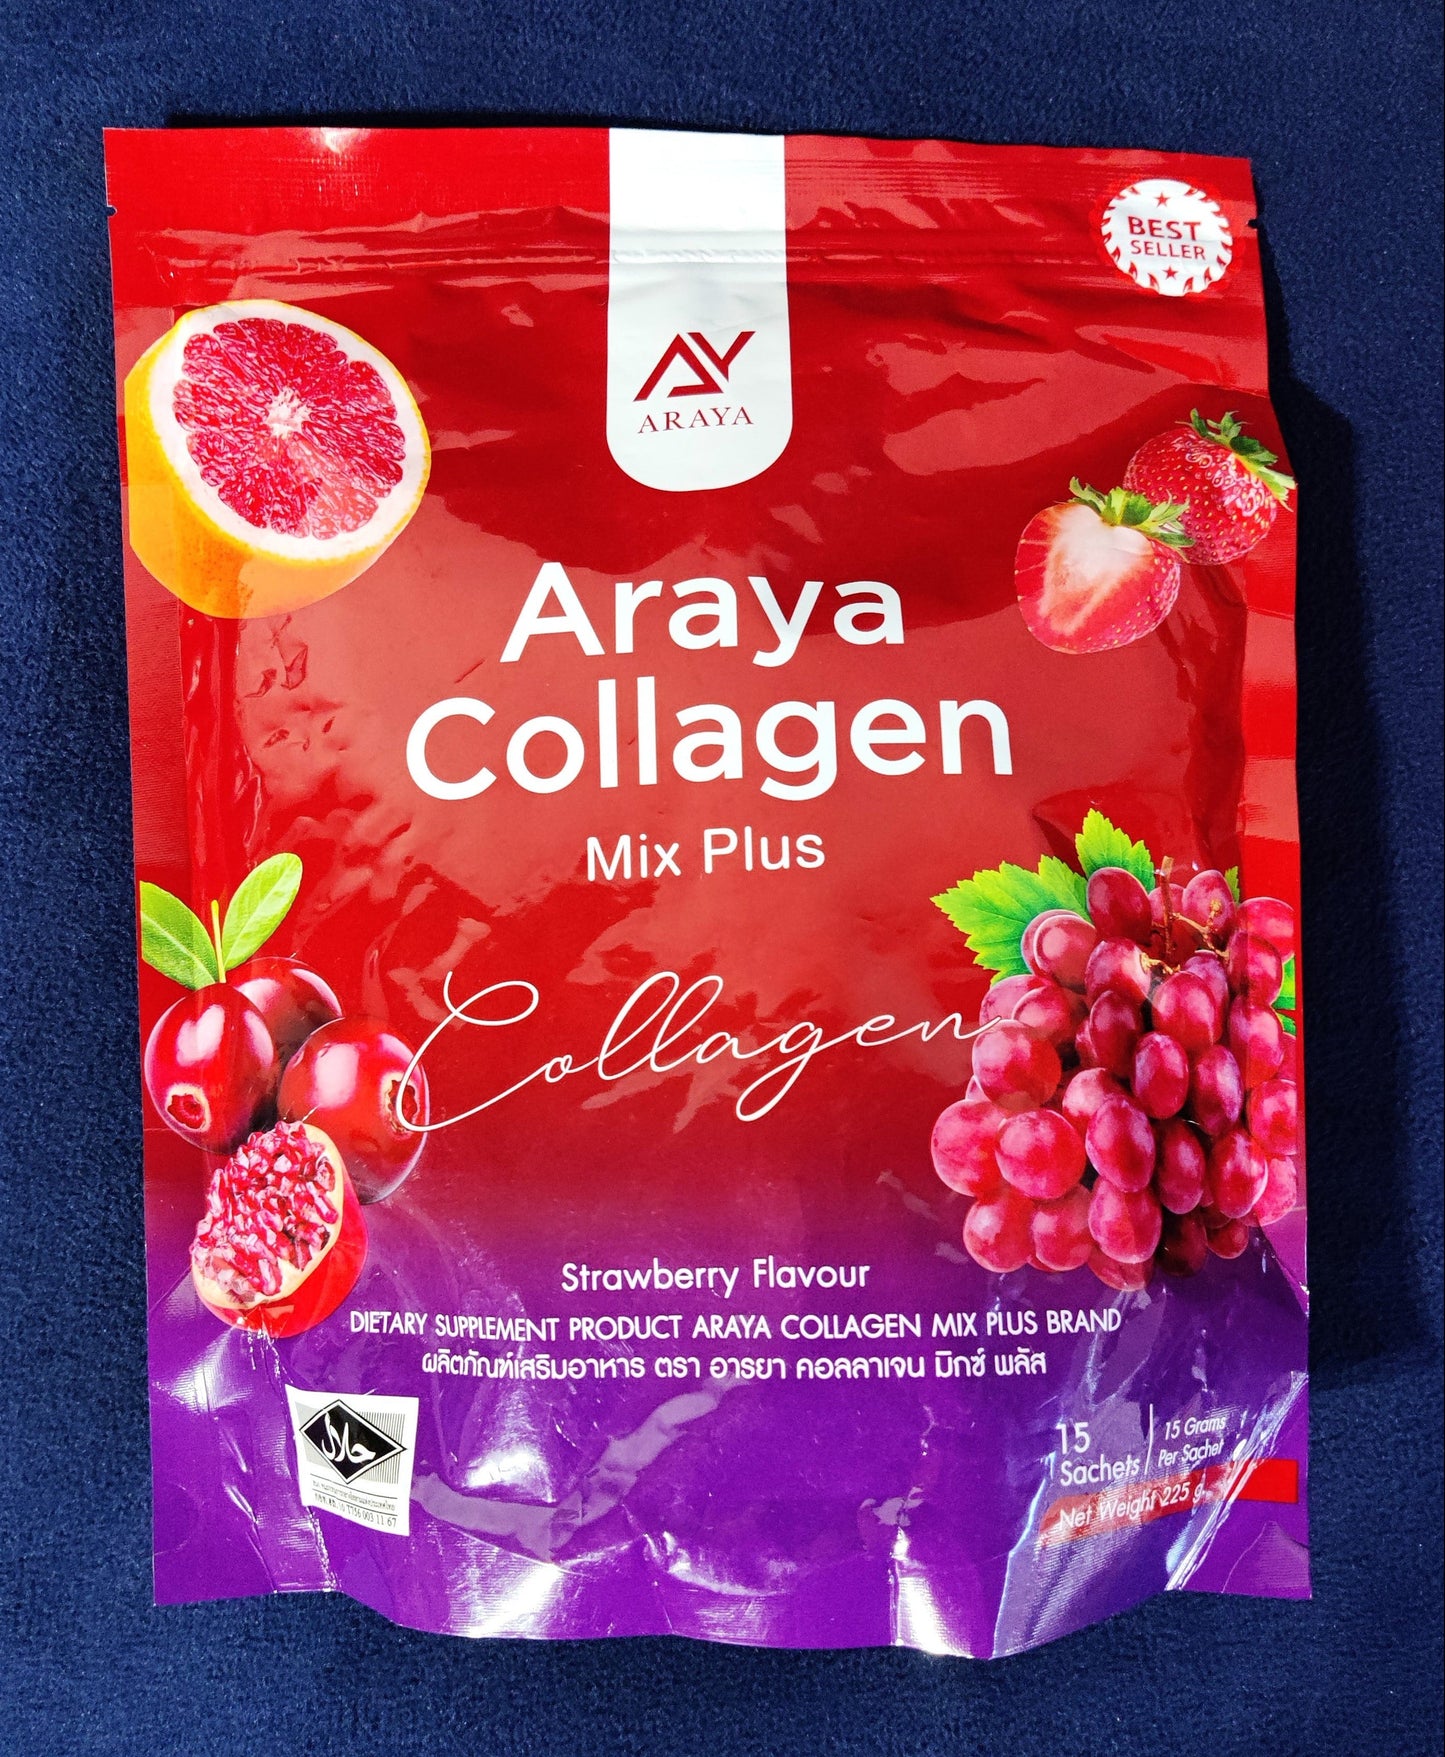 BEST
SELLER
AY
ARAYA
Araya
Collagen
Mix Plus
Collagen
Strawberry Flavour
DIETARY SUPPLEMENT PRODUCT ARAYA COLLAGEN MIX PLUS BRAND
ผลิตภัณฑ์เสริมอาหาร ตรา อารยา คอลลาเจน มิกซ์ พลัส
حلال
15
Sachets
15 Grams
Per Sachet
Net Weight 225 g.